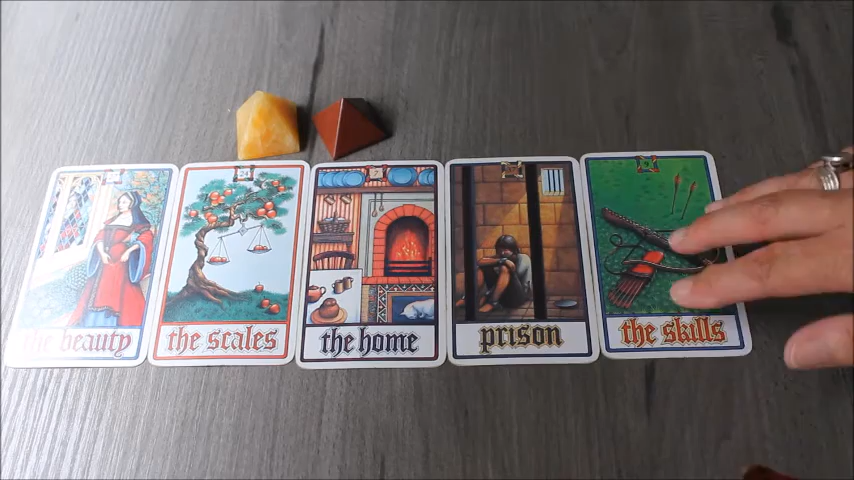 the beauty
the scales
the home
prison
the skills